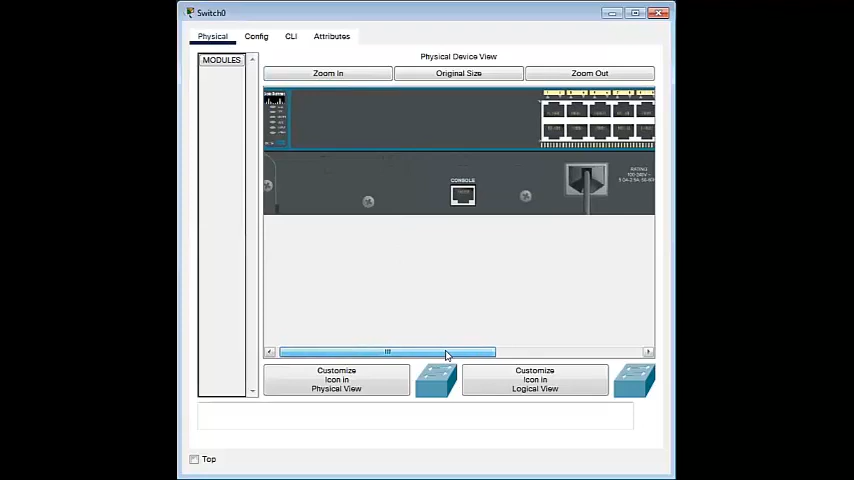 Switch0
Physical Config CLI Attributes
MODULES
Physical Device View
Zoom In Original Size Zoom Out
CONSOLE
RATING
Customize
Icon in
Physical View
Customize
Icon in
Logical View
Top